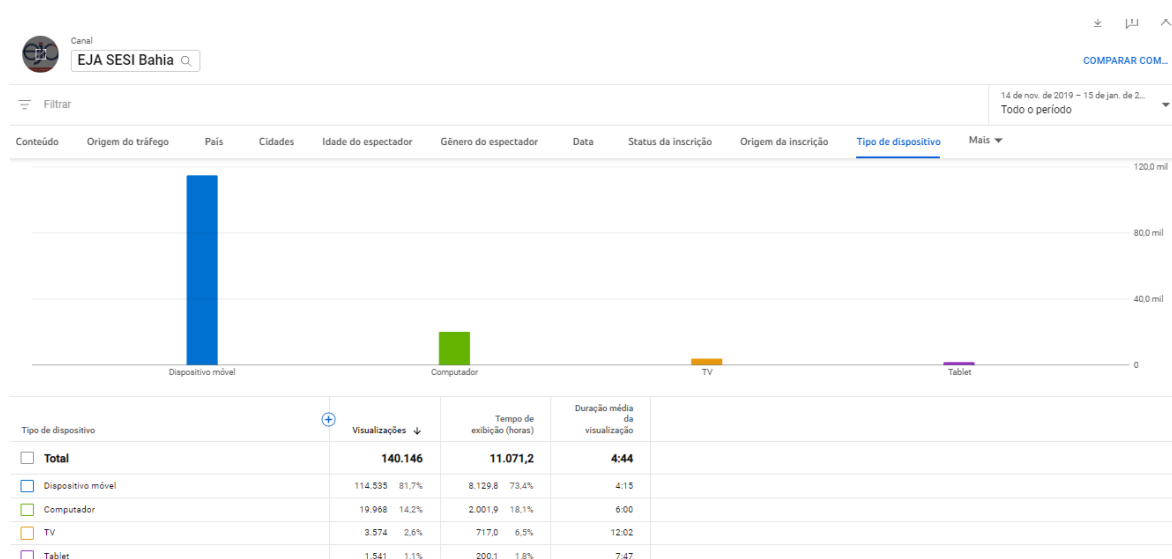 Canal
EJA SESI Bahia
COMPARAR COM...
Filtrar
14 de nov. de 2019 – 15 de jan. de 2...
Todo o período
Conteúdo Origem do tráfego País Cidades Idade do espectador Gênero do espectador Data Status da inscrição Origem da inscrição Tipo de dispositivo Mais
120,0 mil
80,0 mil
40,0 mil
0
Dispositivo móvel Computador TV Tablet
Tipo de dispositivo Visualizações Tempo de exibição (horas) Duração média da visualização
Total 140.146 11.071,2 4:44
Dispositivo móvel 114.535 81,7% 8.129,8 73,4% 4:15
Computador 19.968 14,2% 2.001,9 18,1% 6:00
TV 3.574 2,6% 717,0 6,5% 12:02
Tablet 1.541 1,1% 200,1 1,8% 7:47